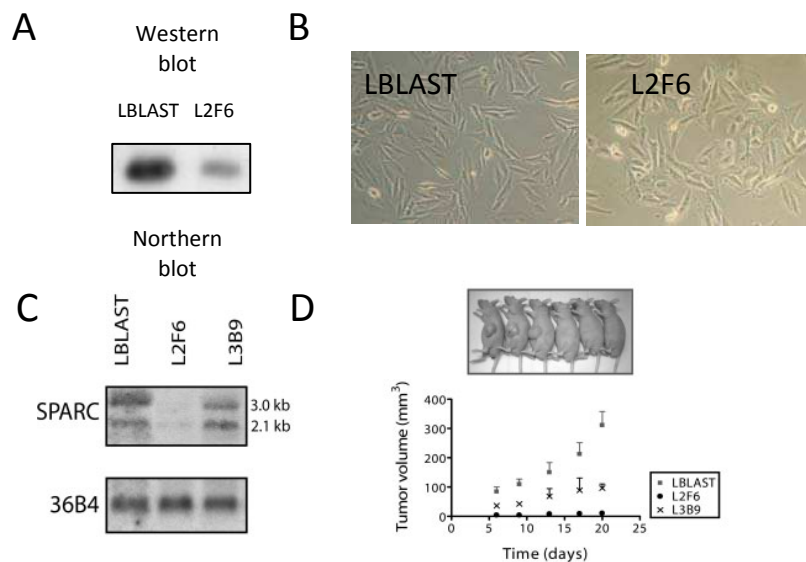 A
Western
blot
LBLAST L2F6
B
LBLAST
L2F6
Northern
blot
C
LBLAST
L2F6
L3B9
SPARC
3.0 kb
2.1 kb
36B4
D
Tumor volume (mm³)
400
300
200
100
0
0 5 10 15 20 25
Time (days)
LBLAST
L2F6
L3B9